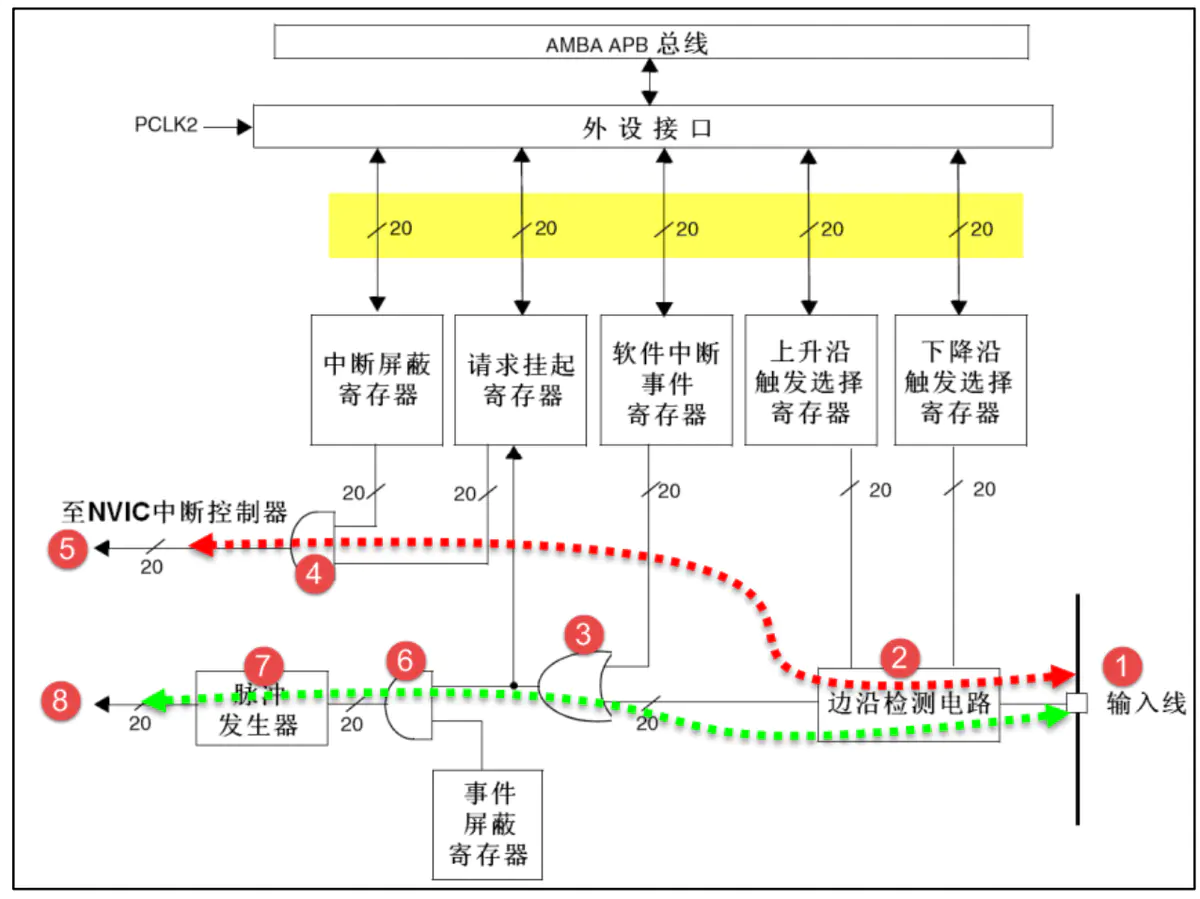 AMBA APB 总线
PCLK2
外设接口
20 20 20 20 20
中断屏蔽
寄存器
请求挂起
寄存器
软件中断
事件
寄存器
上升沿
触发选择
寄存器
下降沿
触发选择
寄存器
20 20 20 20 20
至NVIC中断控制器
5
20
4
3
2
1
6
7
8
脉冲
发生器
20
20
20
边沿检测电路
输入线
事件
屏蔽
寄存器